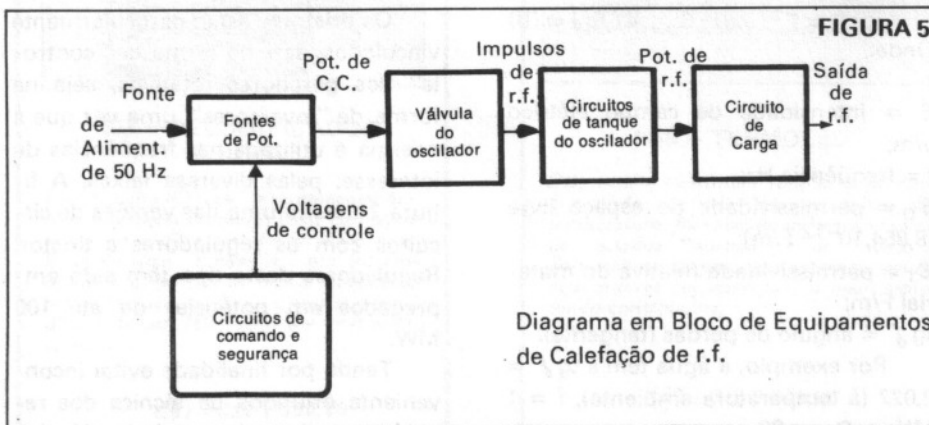 FIGURA 5
Fonte
de
Aliment.
de 50 Hz
Fontes
de Pot.
Pot. de
C.C.
Válvula
do
oscilador
Impulsos
de
r.f.
Circuitos
de tanque
do oscilador
Pot. de
r.f.
Circuito
de
Carga
Saída
de
r.f.
Voltagens
de controle
Circuitos de
comando e
segurança
Diagrama em Bloco de Equipamentos
de Calefação de r.f.